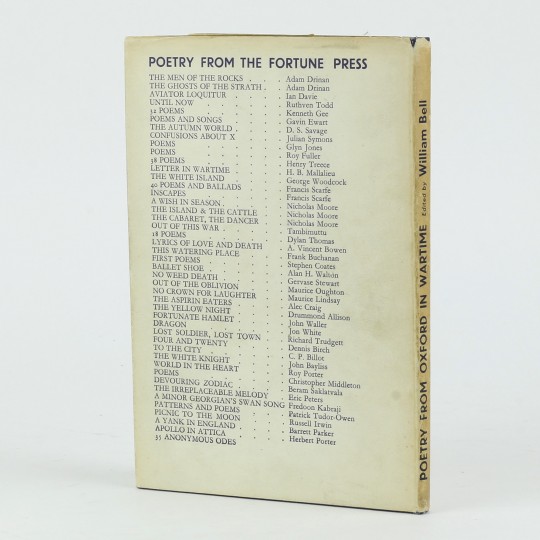 POETRY FROM THE FORTUNE PRESS
THE MEN OF THE ROCKS . . . Adam Drinan
THE GHOSTS OF THE STRATH . . Adam Drinan
AVIATOR LOQUITUR . . . . Ian Davie
UNTIL NOW . . . . . Ruthven Todd
32 POEMS . . . . . Kenneth Gee
POEMS AND SONGS . . . . Gavin Ewart
THE AUTUMN WORLD . . . . D. S. Savage
CONFUSIONS ABOUT X . . . . Julian Symons
POEMS . . . . . Glyn Jones
POEMS . . . . . Roy Fuller
38 POEMS . . . . . Henry Treece
LETTER IN WARTIME . . . . H. B. Mallalieu
THE WHITE ISLAND . . . . George Woodcock
40 POEMS AND BALLADS . . . Francis Scarfe
INSCAPES . . . . . Francis Scarfe
A WISH IN SEASON . . . . Nicholas Moore
THE ISLAND & THE CATTLE . . . Nicholas Moore
THE CABARET, THE DANCER . . . Nicholas Moore
OUT OF THIS WAR . . . . Tambimuttu
18 POEMS . . . . . Dylan Thomas
LYRICS OF LOVE AND DEATH . . . A. Vincent Bowen
THIS WATERING PLACE . . . Frank Buchanan
FIRST POEMS . . . . . Stephen Coates
BALLET SHOE . . . . . Alan H. Walton
NO WEED DEATH . . . . Gervase Stewart
OUT OF THE OBLIVION . . . Maurice Oughton
NO CROWN FOR LAUGHTER . . . Maurice Lindsay
THE ASPIRIN EATERS . . . . Alec Craig
THE YELLOW NIGHT . . . . Drummond Allison
FORTUNATE HAMLET . . . . John Waller
DRAGON . . . . . Jon White
LOST SOLDIER, LOST TOWN . . . Richard Trudgett
FOUR AND TWENTY . . . . Dennis Birch
TO THE CITY . . . . . C. P. Billot
THE WHITE KNIGHT . . . . John Bayliss
WORLD IN THE HEART . . . . Roy Porter
POEMS . . . . . Christopher Middleton
DEVOURING ZODIAC . . . . Beram Saklatvala
THE IRREPLACEABLE MELODY . . . Eric Peters
A MINOR GEORGIAN'S SWAN SONG Fredoon Kabraji
PATTERNS AND POEMS . . . . Patrick Tudor-Owen
PICNIC TO THE MOON . . . . Russell Irwin
A YANK IN ENGLAND . . . . Barrett Parker
APOLLO IN ATTICA . . . . Herbert Porter
35 ANONYMOUS ODES
POETRY FROM OXFORD IN WARTIME Edited by William Bell